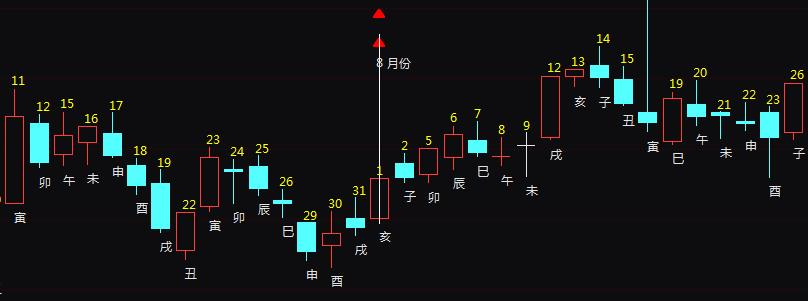 11
寅
12
卯
15
午
16
未
17
申
18
酉
19
戌
22
丑
23
寅
24
卯
25
辰
26
巳
29
申
30
酉
31
戌
8 月份
1
亥
2
子
5
卯
6
辰
7
巳
8
午
9
未
12
戌
13
亥
14
子
15
丑
寅
19
巳
20
午
21
未
22
申
23
酉
26
子